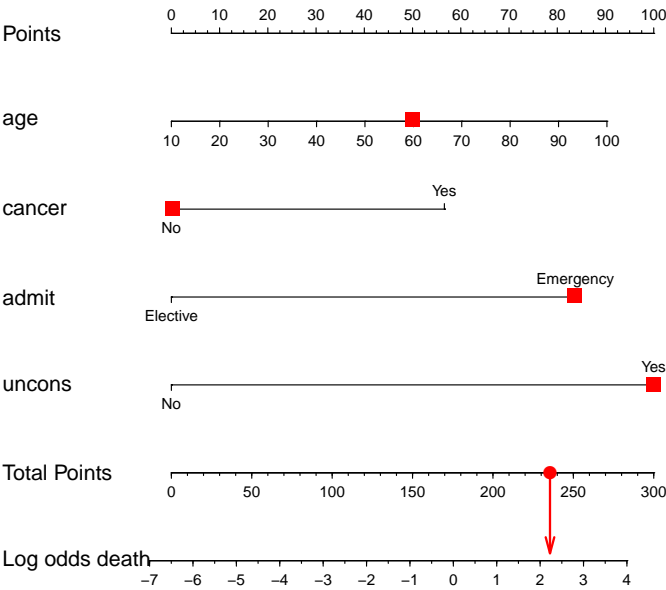 0 10 20 30 40 50 60 70 80 90 100
Points
age
10 20 30 40 50 60 70 80 90 100
Yes
cancer
No
Emergency
admit
Elective
Yes
uncons
No
Total Points
0 50 100 150 200 250 300
Log odds death
−7 −6 −5 −4 −3 −2 −1 0 1 2 3 4